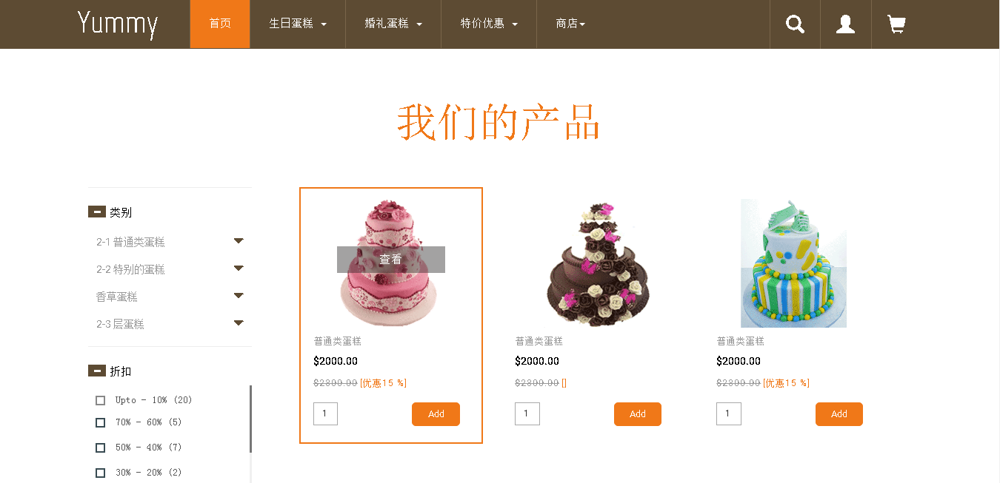 Yummy 首页 生日蛋糕 婚礼蛋糕 特价优惠 商店
我们的产品
类别
2-1 普通类蛋糕
2-2 特别的蛋糕
香草蛋糕
2-3 层蛋糕
折扣
Upto - 10% (20)
70% - 60% (5)
50% - 40% (7)
30% - 20% (2)
查看
普通类蛋糕
$2000.00
$2300.00 [优惠15 %]
1 Add
普通类蛋糕
$2000.00
$2300.00 []
1 Add
普通类蛋糕
$2000.00
$2300.00 [优惠15 %]
1 Add